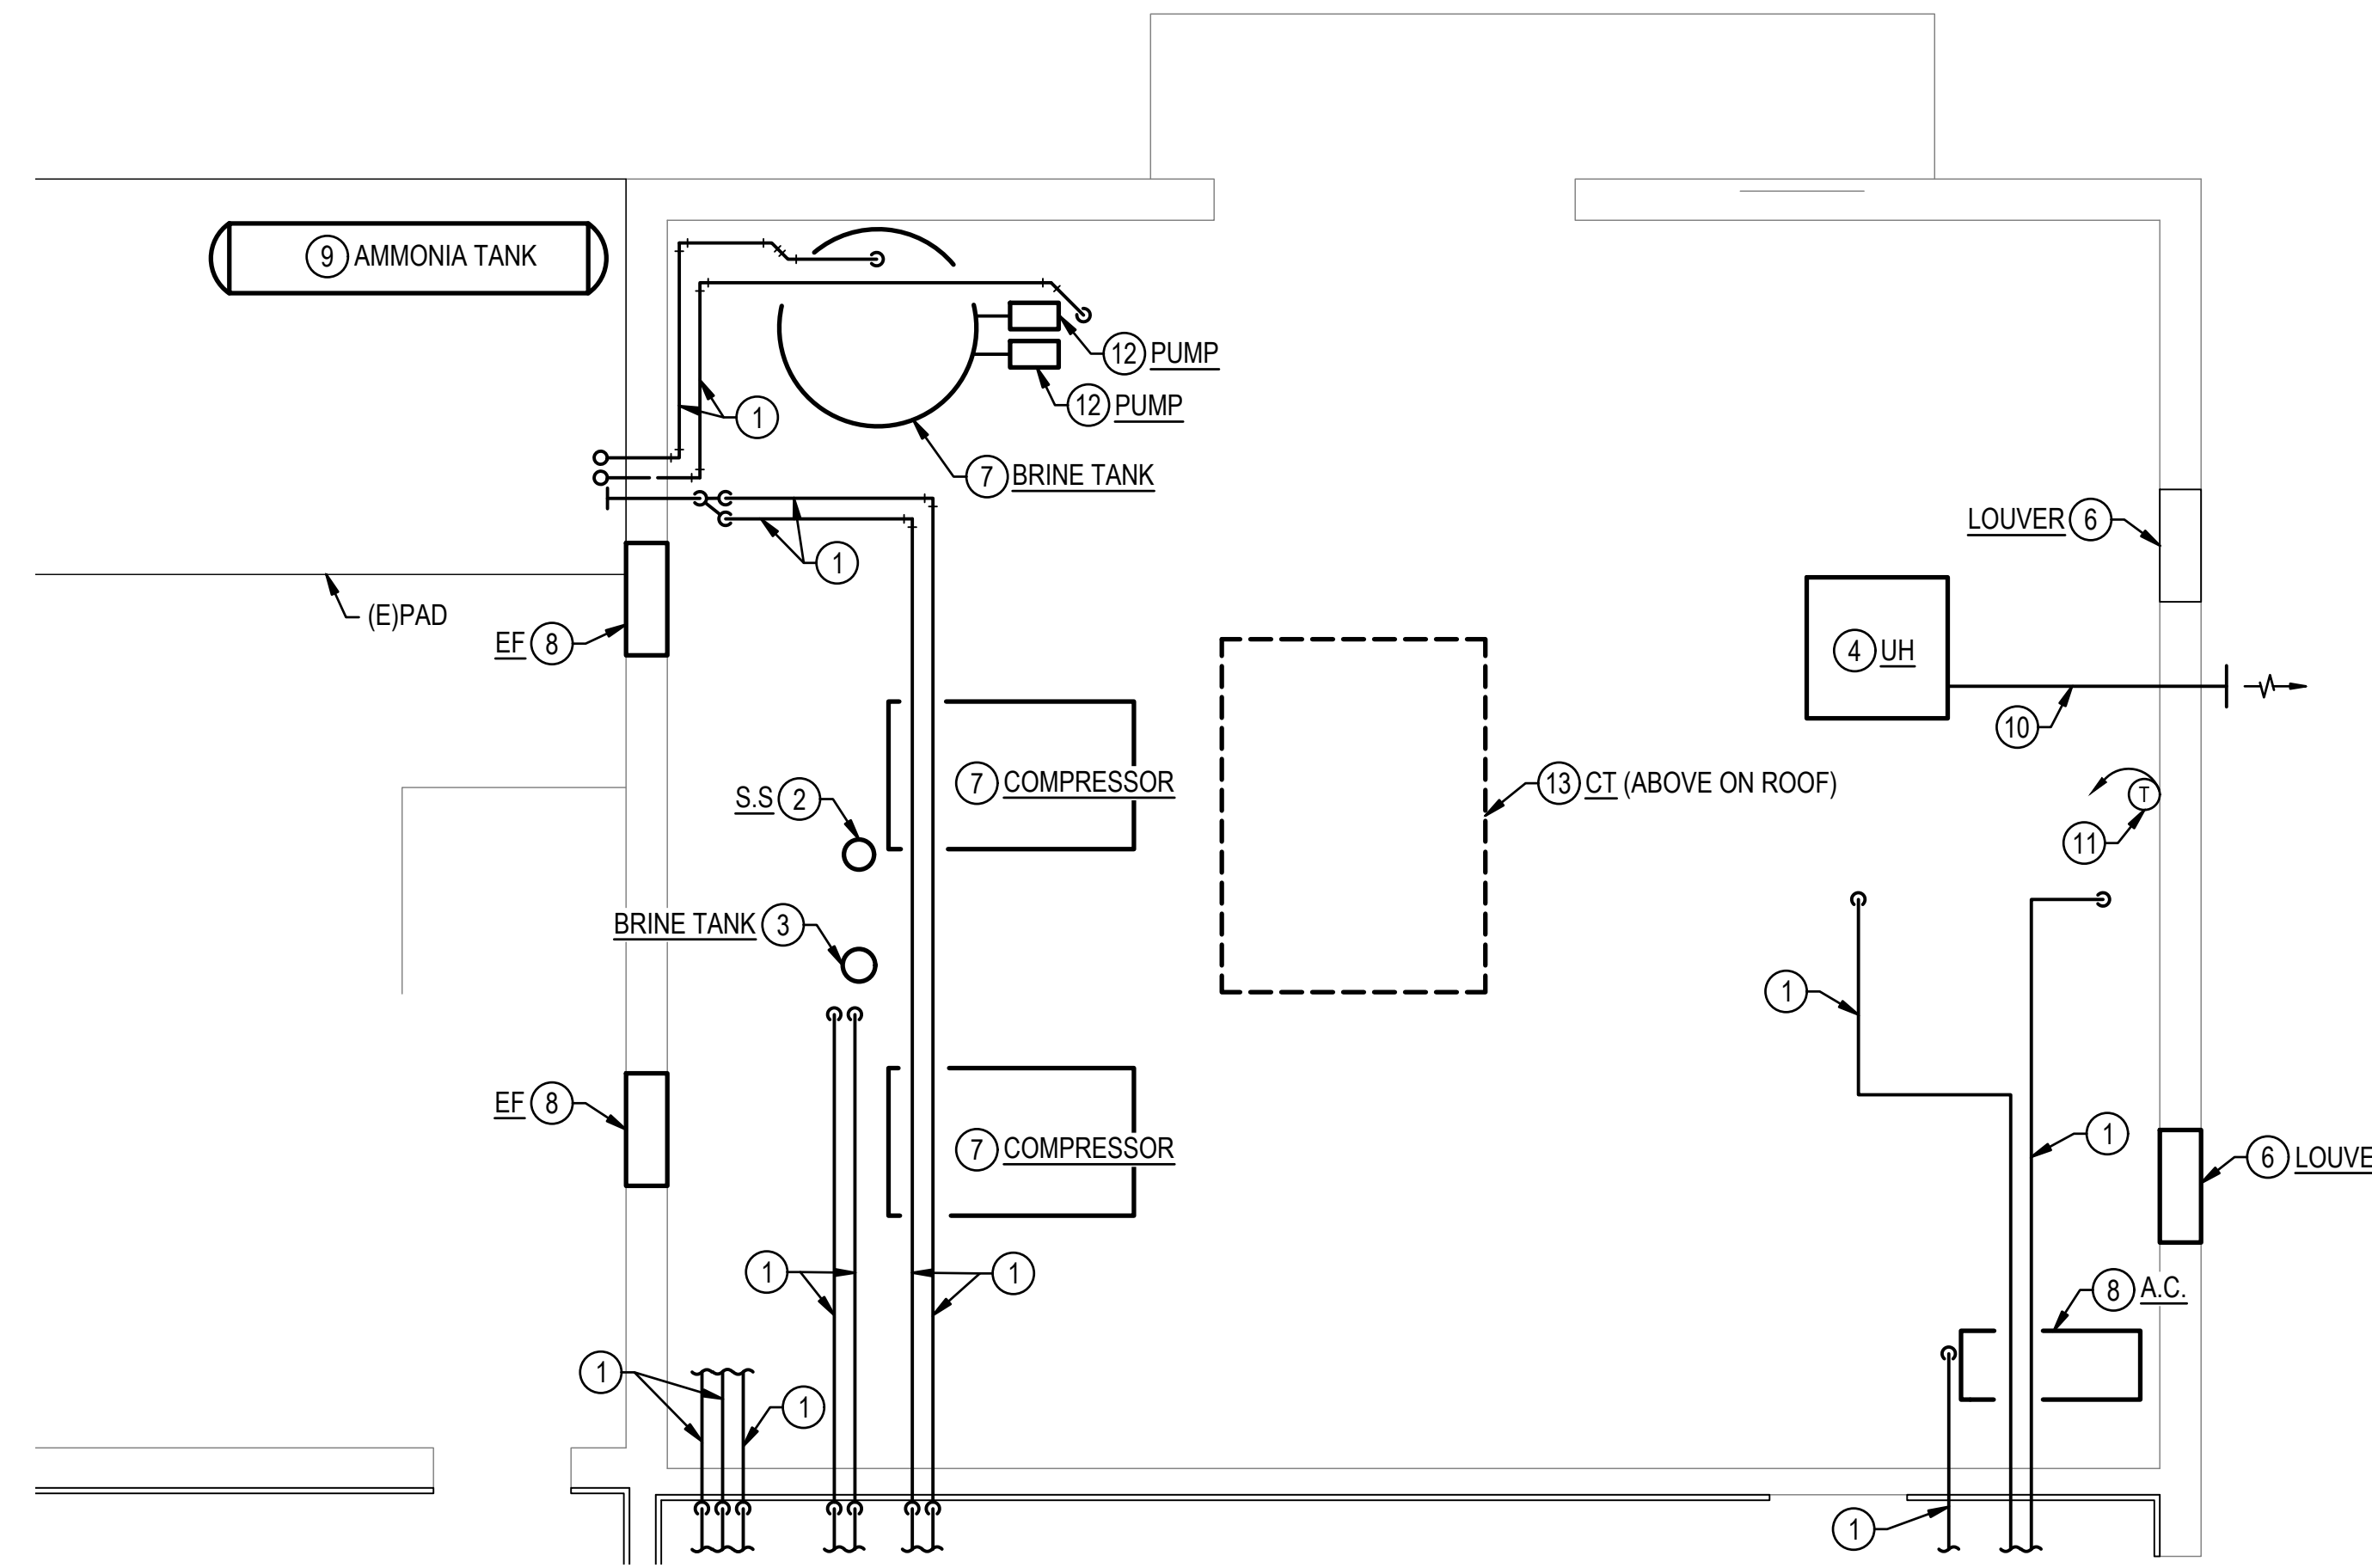 9 AMMONIA TANK
12 PUMP
12 PUMP
1
7 BRINE TANK
LOUVER 6
1
(E)PAD
EF 8
4 UH
10
S.S 2
7 COMPRESSOR
13 CT (ABOVE ON ROOF)
T
11
BRINE TANK 3
1
EF 8
7 COMPRESSOR
1
6 LOUVE
1
1
8 A.C.
1
1
1